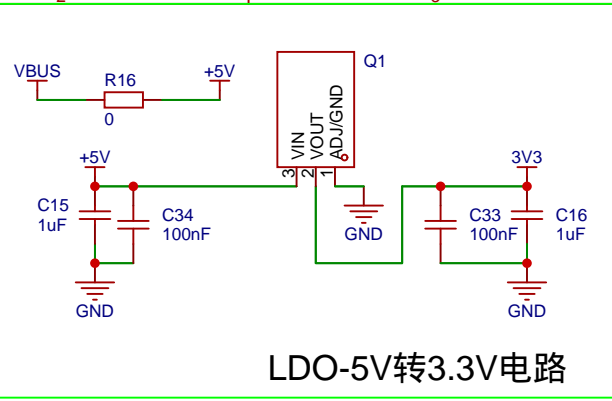 VBUS
R16
0
+5V
Q1
VIN
VOUT
ADJ/GND
3
2
1
+5V
C15
1uF
C34
100nF
GND
GND
3V3
C33
100nF
C16
1uF
GND
LDO-5V转3.3V电路